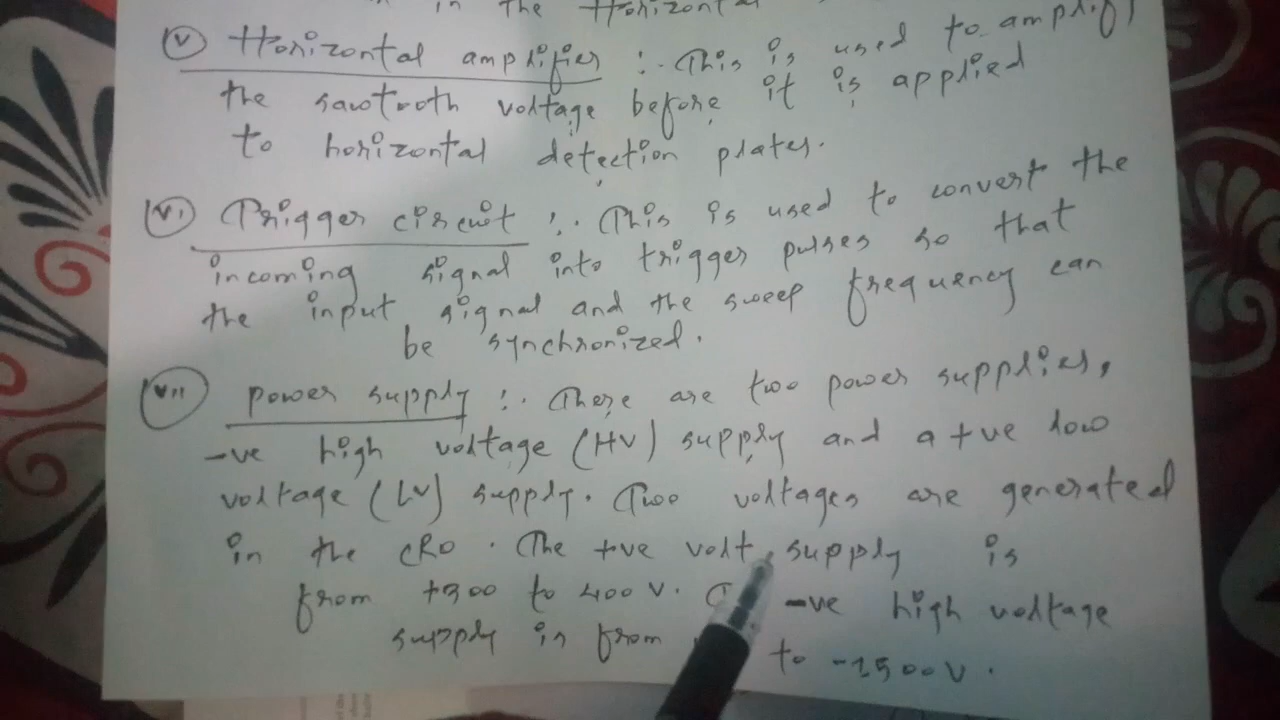 in the Horizontal
(v) Horizontal amplifier :- This is used to amplify
the sawtooth voltage before it is applied
to horizontal detection plates.
(vi) Trigger circuit :- This is used to convert the
incoming signal into trigger pulses so that
the input signal and the sweep frequency can
be synchronized.
(vii) power supply :- There are two power supplies,
-ve high voltage (HV) supply and a +ve low
voltage (LV) supply. Two voltages are generated
in the CRO. The +ve volt supply is
from +300 to 400 V. -ve high voltage
supply is from to -1500V.